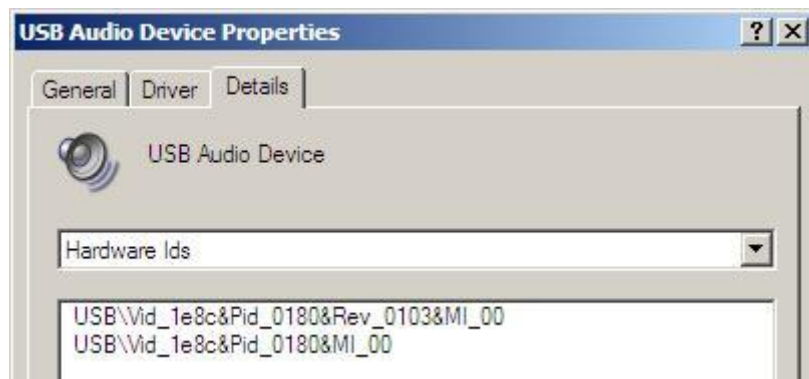 USB Audio Device Properties
General Driver Details
USB Audio Device
Hardware Ids
USB\Vid_1e8c&Pid_0180&Rev_0103&MI_00
USB\Vid_1e8c&Pid_0180&MI_00